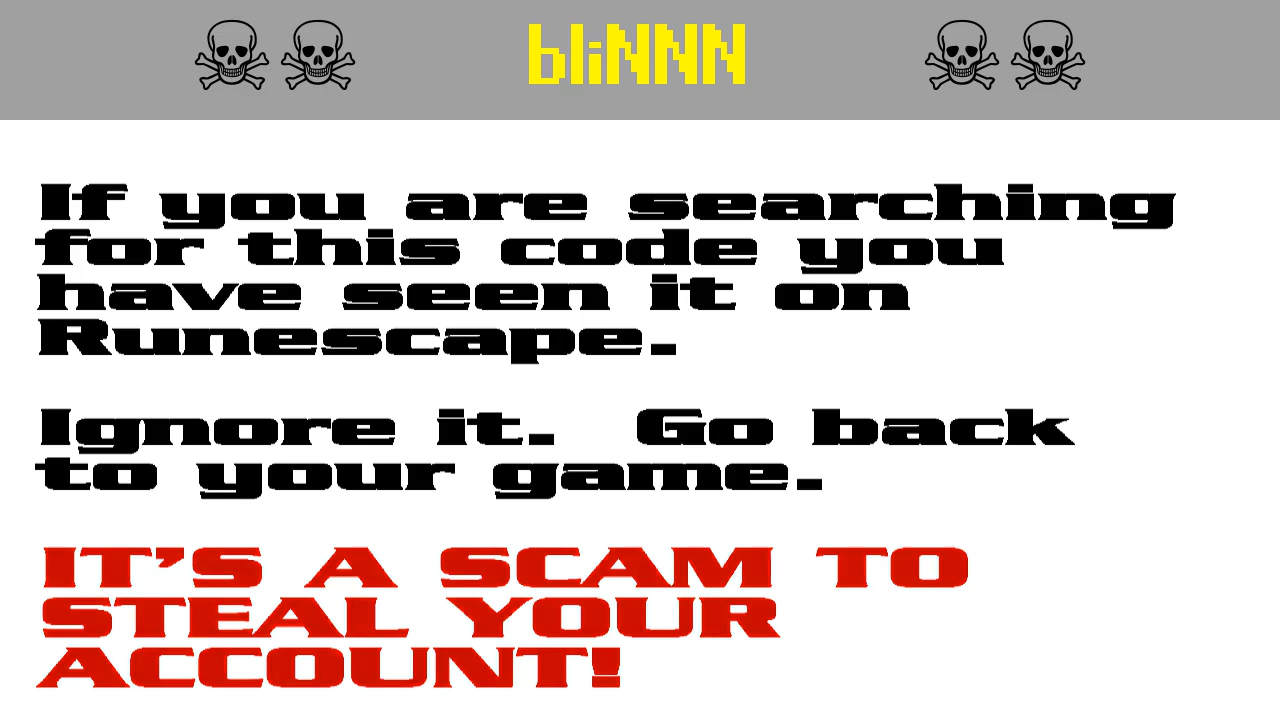 bliNNN
If you are searching
for this code you
have seen it on
Runescape.
Ignore it.  Go back
to your game.
IT'S A SCAM TO
STEAL YOUR
ACCOUNT!